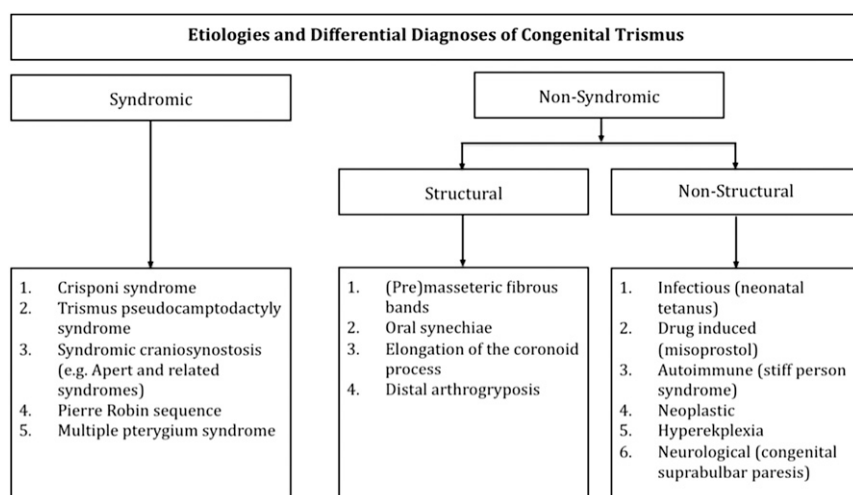 Etiologies and Differential Diagnoses of Congenital Trismus
Syndromic
Non-Syndromic
Structural
Non-Structural
1. Crisponi syndrome
2. Trismus pseudocamptodactyly
syndrome
3. Syndromic craniosynostosis
(e.g. Apert and related
syndromes)
4. Pierre Robin sequence
5. Multiple pterygium syndrome
1. (Pre)masseteric fibrous
bands
2. Oral synechiae
3. Elongation of the coronoid
process
4. Distal arthrogryposis
1. Infectious (neonatal
tetanus)
2. Drug induced
(misoprostol)
3. Autoimmune (stiff person
syndrome)
4. Neoplastic
5. Hyperekplexia
6. Neurological (congenital
suprabulbar paresis)